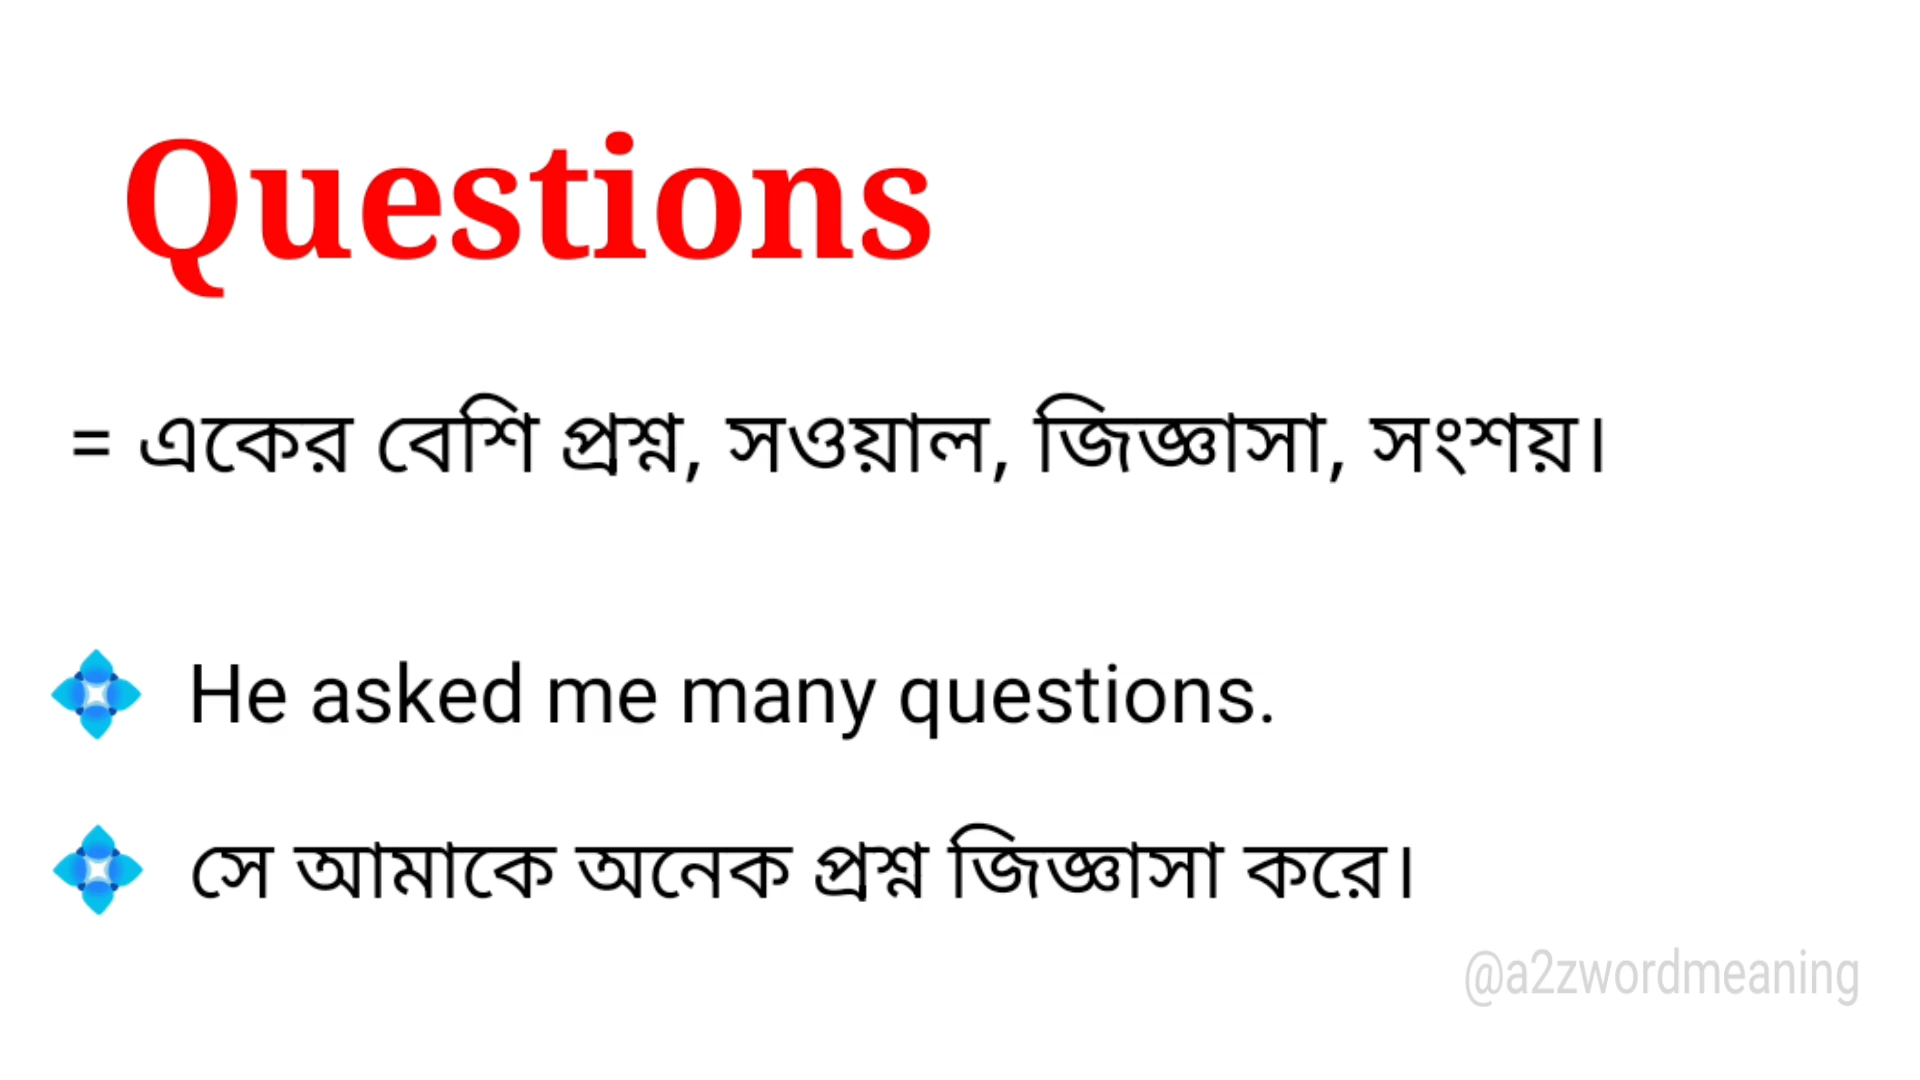 Questions
= একের বেশি প্রশ্ন, সওয়াল, জিজ্ঞাসা, সংশয়।
💠 He asked me many questions.
💠 সে আমাকে অনেক প্রশ্ন জিজ্ঞাসা করে।
@a2zwordmeaning